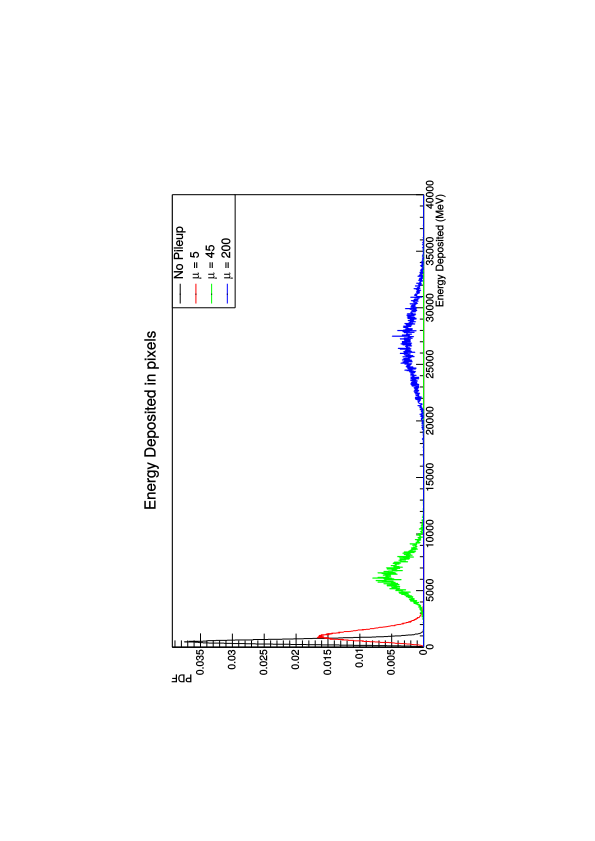 Energy Deposited in pixels
PDF
0.035
0.03
0.025
0.02
0.015
0.01
0.005
0
No Pileup
μ = 5
μ = 45
μ = 200
0
5000
10000
15000
20000
25000
30000
35000
40000
Energy Deposited (MeV)